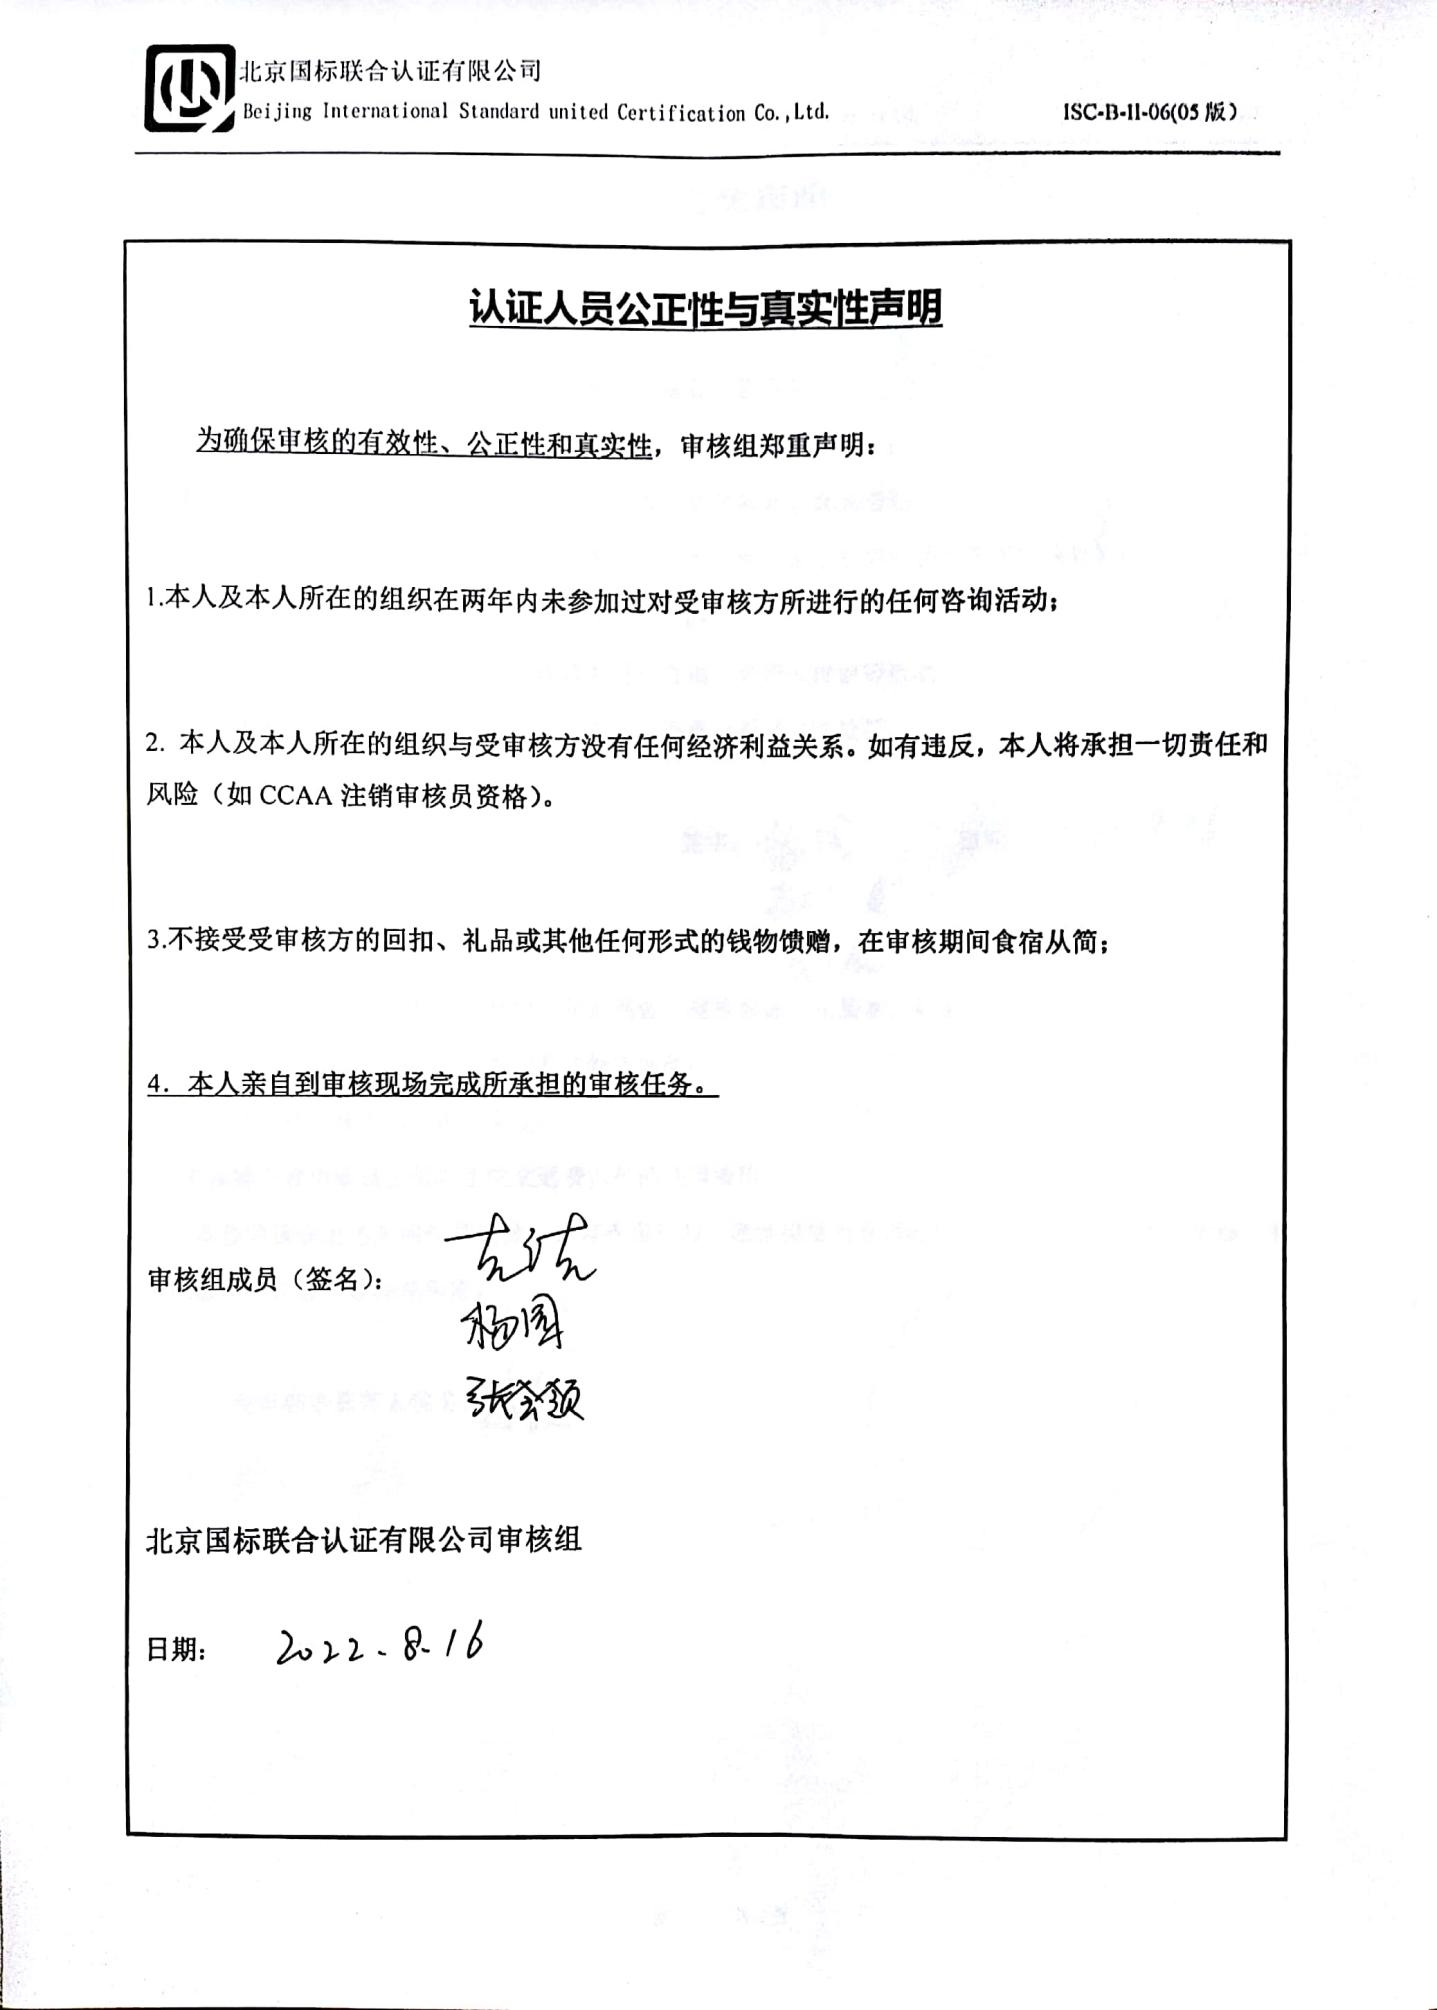 北京国标联合认证有限公司
Beijing International Standard united Certification Co.,Ltd.
ISC-B-II-06(05 版)
认证人员公正性与真实性声明
为确保审核的有效性、公正性和真实性，审核组郑重声明：
1.本人及本人所在的组织在两年内未参加过对受审核方所进行的任何咨询活动；
2. 本人及本人所在的组织与受审核方没有任何经济利益关系。如有违反，本人将承担一切责任和
风险（如 CCAA 注销审核员资格）。
3.不接受受审核方的回扣、礼品或其他任何形式的钱物馈赠，在审核期间食宿从简；
4. 本人亲自到审核现场完成所承担的审核任务。
审核组成员（签名）：
杨园
北京国标联合认证有限公司审核组
日期： 2022.8.16